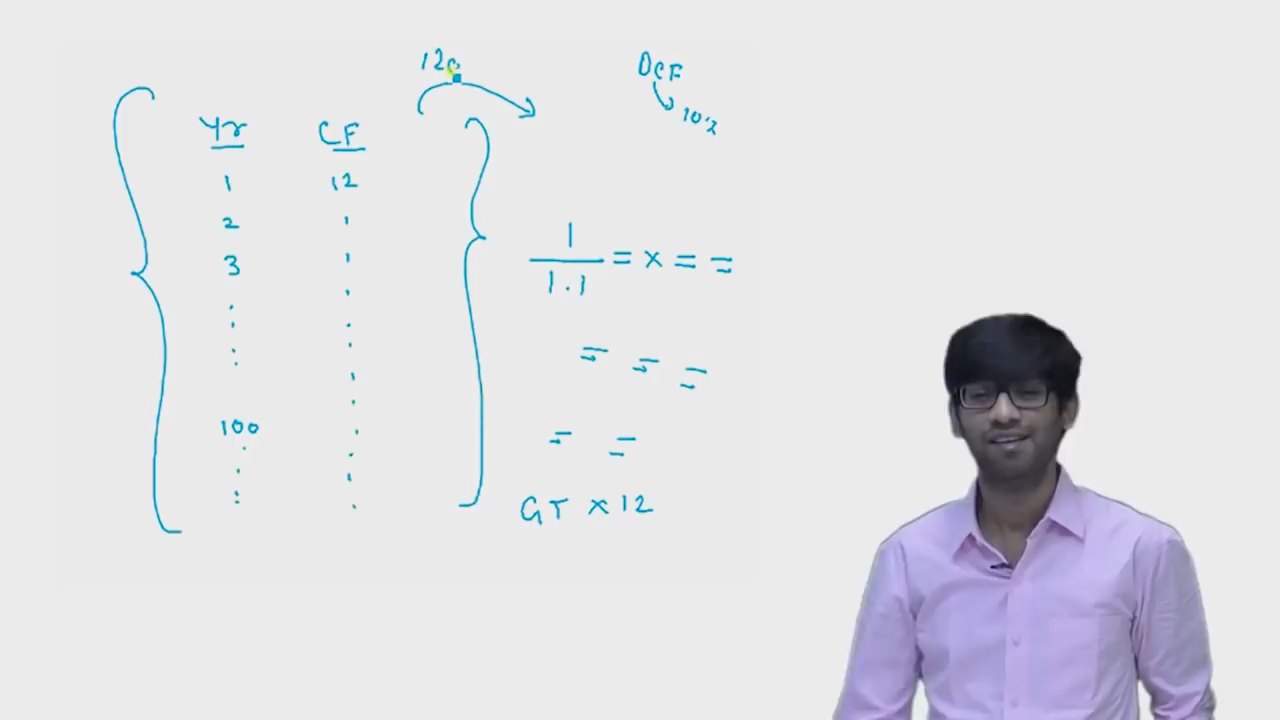 120
DCF
10%
Yr CF
1 12
2
3
1
1.1 = x = =
= = =
100
= =
GT x 12